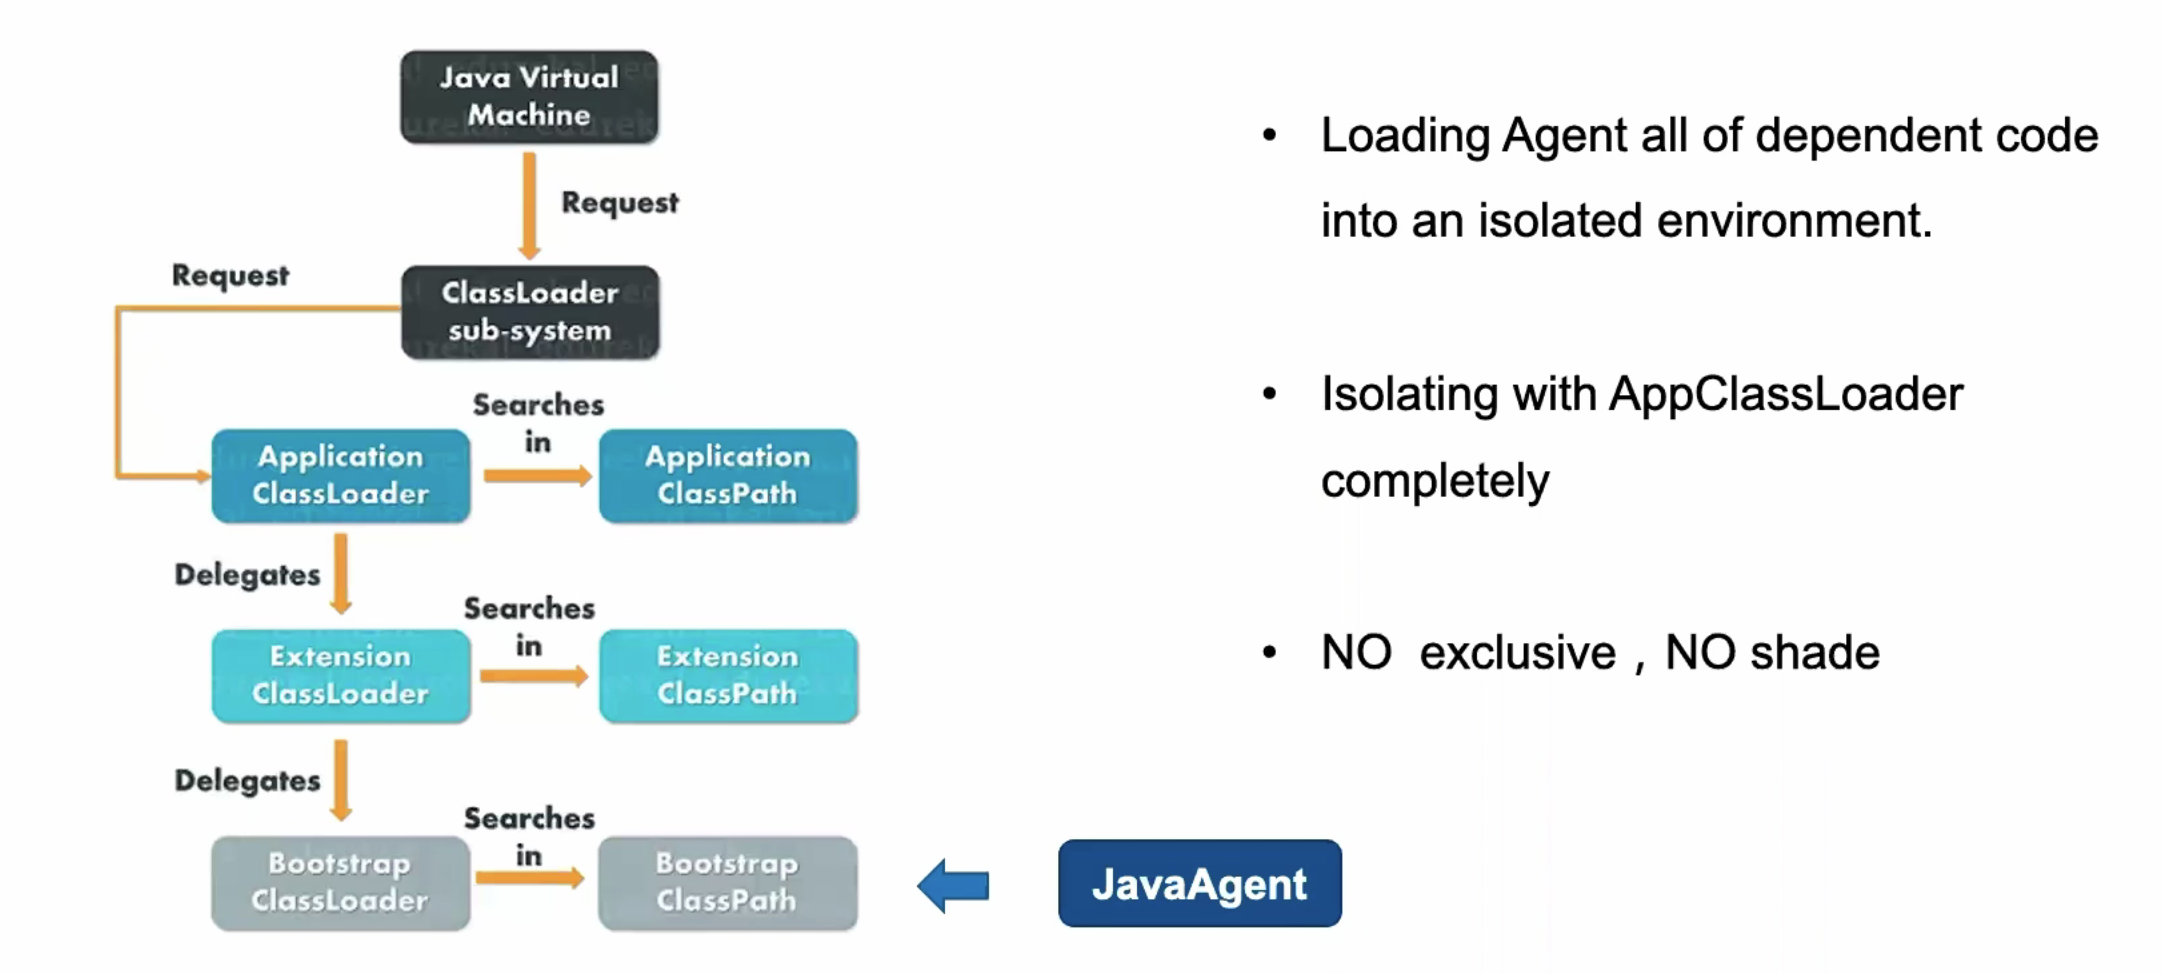 Java Virtual
Machine
Request
Request
ClassLoader
sub-system
Searches
in
Application
ClassLoader
Application
ClassPath
Delegates
Searches
in
Extension
ClassLoader
Extension
ClassPath
Delegates
Searches
in
Bootstrap
ClassLoader
Bootstrap
ClassPath
JavaAgent
• Loading Agent all of dependent code
into an isolated environment.
• Isolating with AppClassLoader
completely
• NO exclusive , NO shade